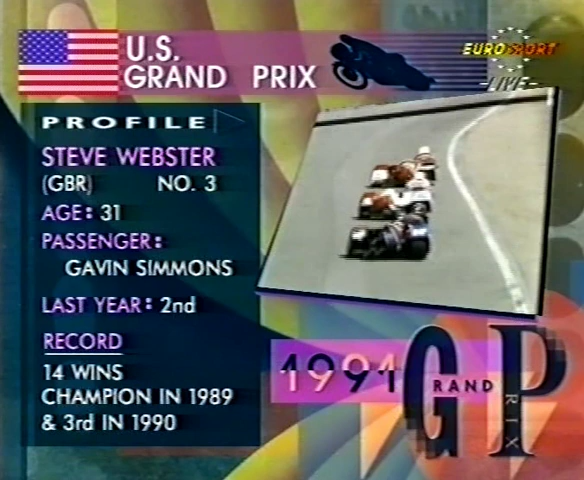 U.S.
GRAND PRIX
EUROSPORT
LIVE
PROFILE
STEVE WEBSTER
(GBR) NO. 3
AGE: 31
PASSENGER:
GAVIN SIMMONS
LAST YEAR: 2nd
RECORD
14 WINS
CHAMPION IN 1989
& 3rd IN 1990
1991 GRAND PRIX